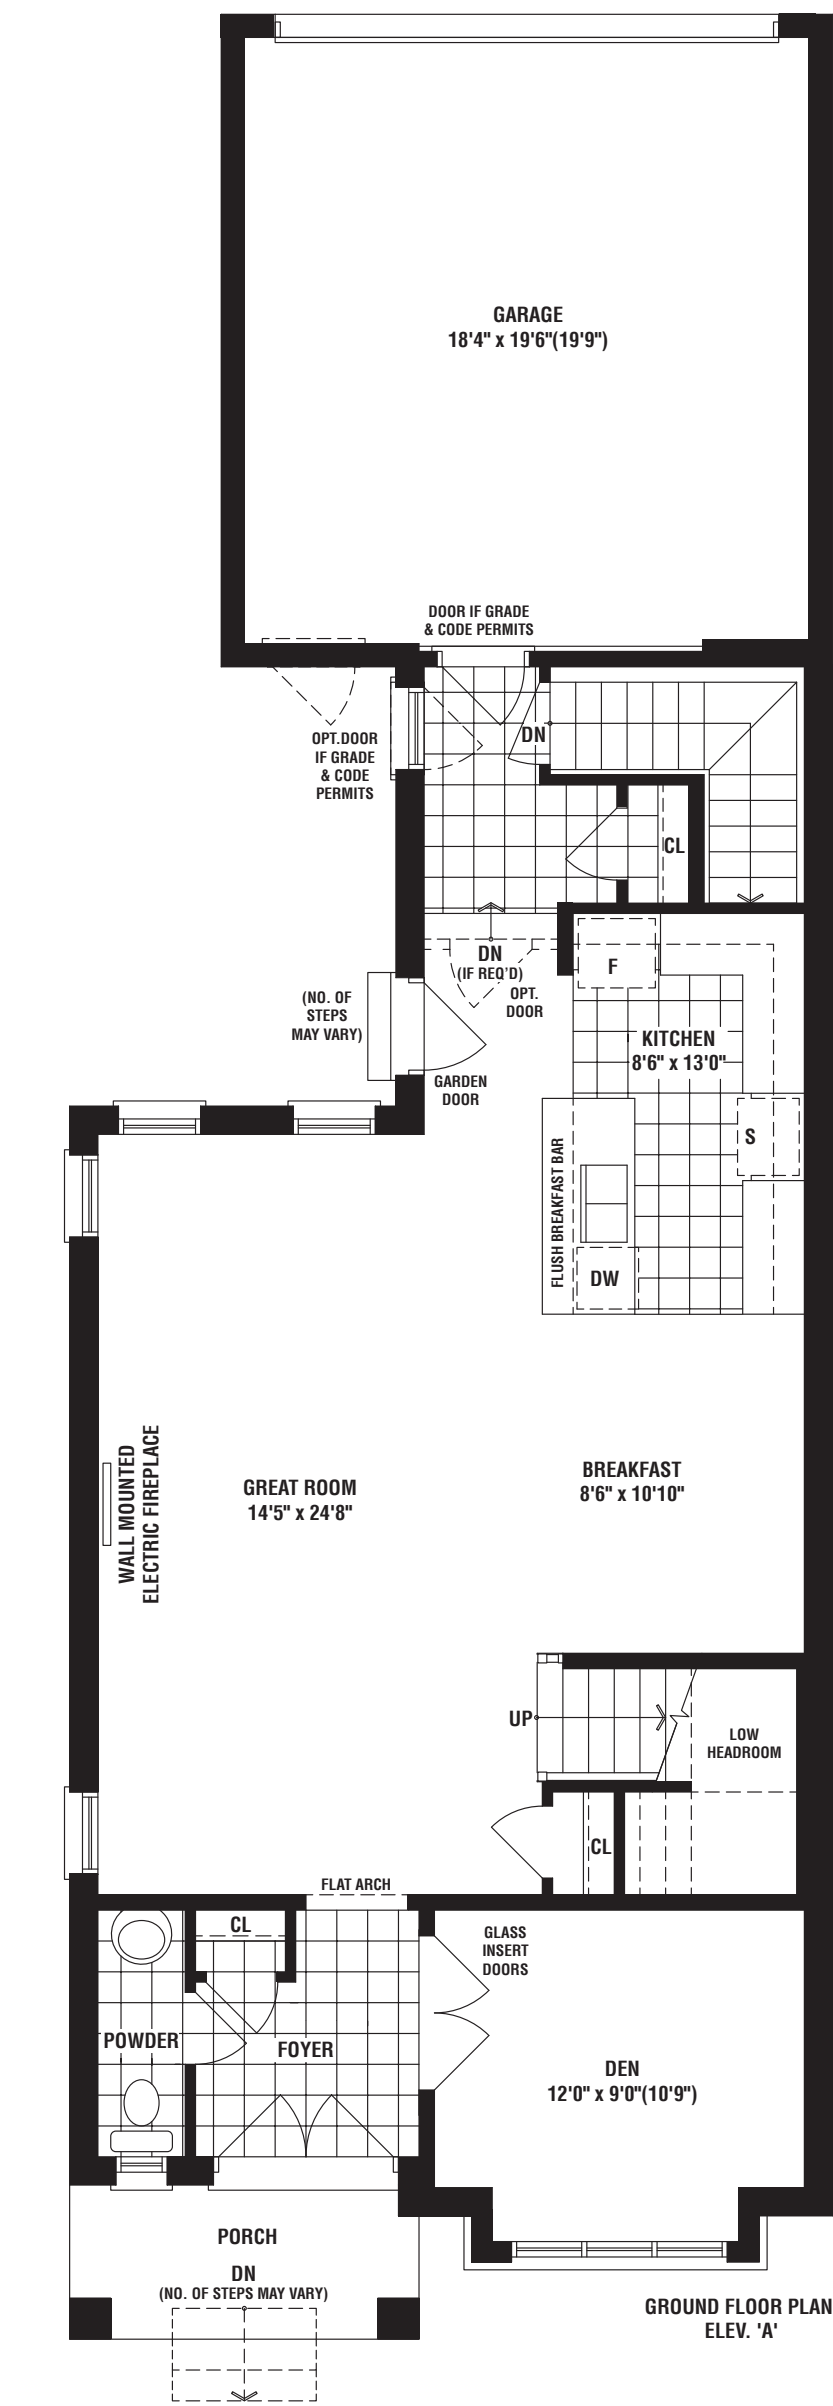 GARAGE
18'4" x 19'6"(19'9")
DOOR IF GRADE
& CODE PERMITS
OPT.DOOR
IF GRADE
& CODE
PERMITS
DN
CL
DN
(IF REQ'D)
OPT.
DOOR
F
(NO. OF
STEPS
MAY VARY)
KITCHEN
8'6" x 13'0"
GARDEN
DOOR
S
FLUSH BREAKFAST BAR
DW
WALL MOUNTED
ELECTRIC FIREPLACE
GREAT ROOM
14'5" x 24'8"
BREAKFAST
8'6" x 10'10"
UP
LOW
HEADROOM
CL
FLAT ARCH
CL
GLASS
INSERT
DOORS
POWDER
FOYER
DEN
12'0" x 9'0"(10'9")
PORCH
DN
(NO. OF STEPS MAY VARY)
GROUND FLOOR PLAN
ELEV. 'A'